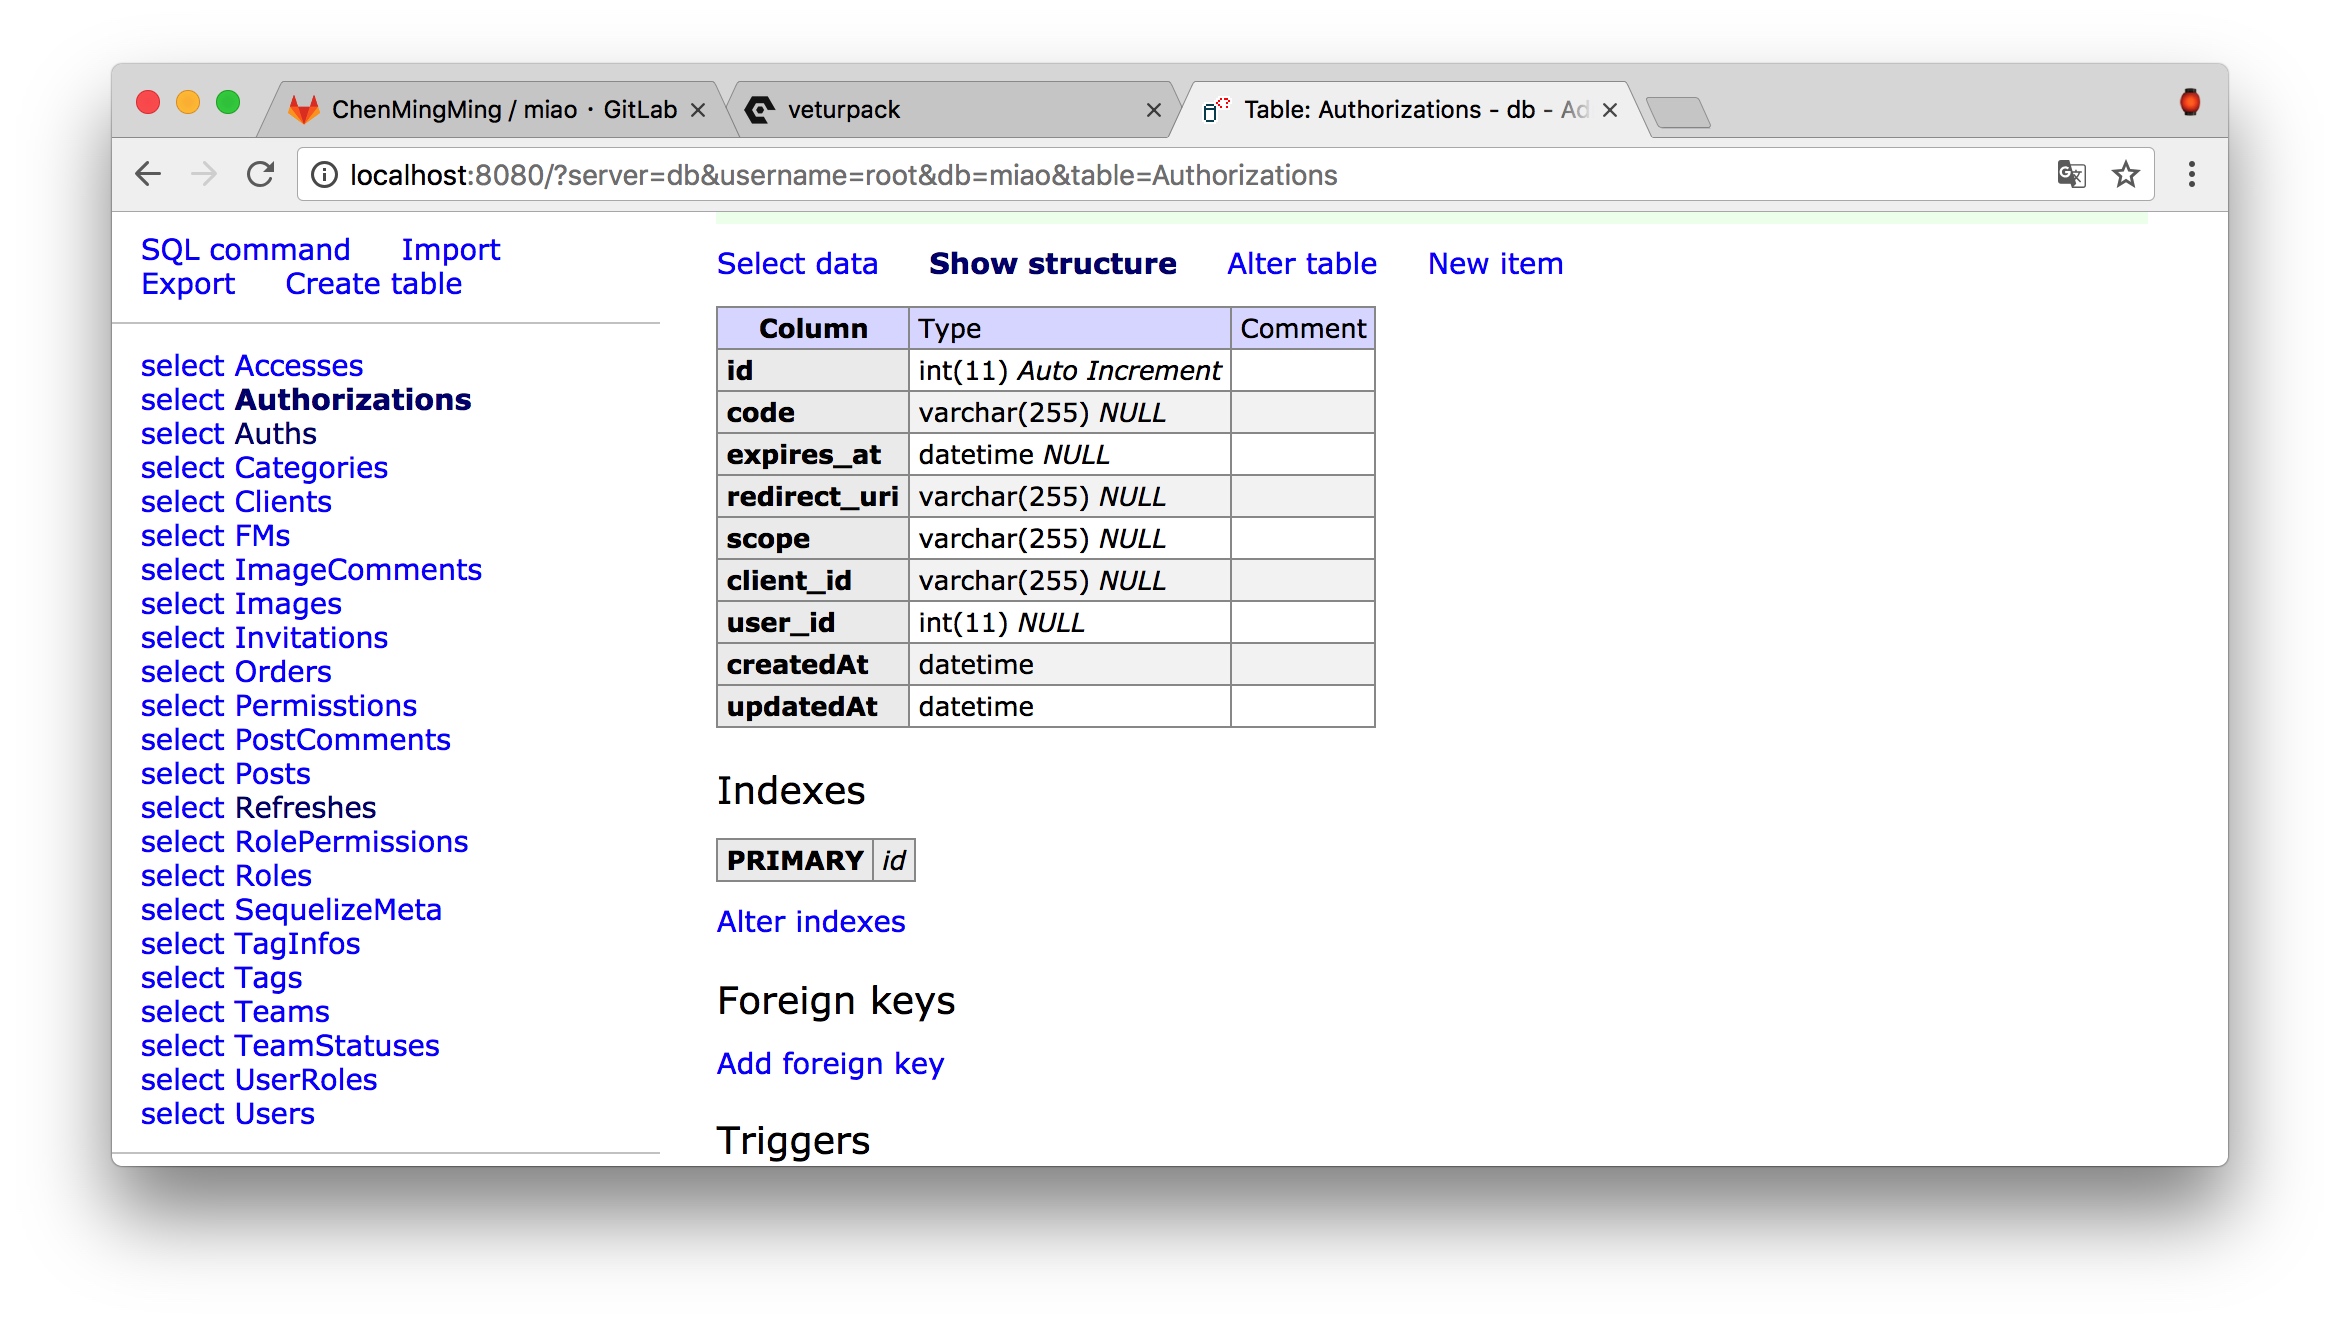 ChenMingMing / miao · GitLab
veturpack
Table: Authorizations - db - Ad
localhost:8080/?server=db&username=root&db=miao&table=Authorizations
SQL command Import
Export Create table
select Accesses
select Authorizations
select Auths
select Categories
select Clients
select FMs
select ImageComments
select Images
select Invitations
select Orders
select Permisstions
select PostComments
select Posts
select Refreshes
select RolePermissions
select Roles
select SequelizeMeta
select TagInfos
select Tags
select Teams
select TeamStatuses
select UserRoles
select Users
Select data Show structure Alter table New item
Column Type Comment
id int(11) Auto Increment
code varchar(255) NULL
expires_at datetime NULL
redirect_uri varchar(255) NULL
scope varchar(255) NULL
client_id varchar(255) NULL
user_id int(11) NULL
createdAt datetime
updatedAt datetime
Indexes
PRIMARY id
Alter indexes
Foreign keys
Add foreign key
Triggers